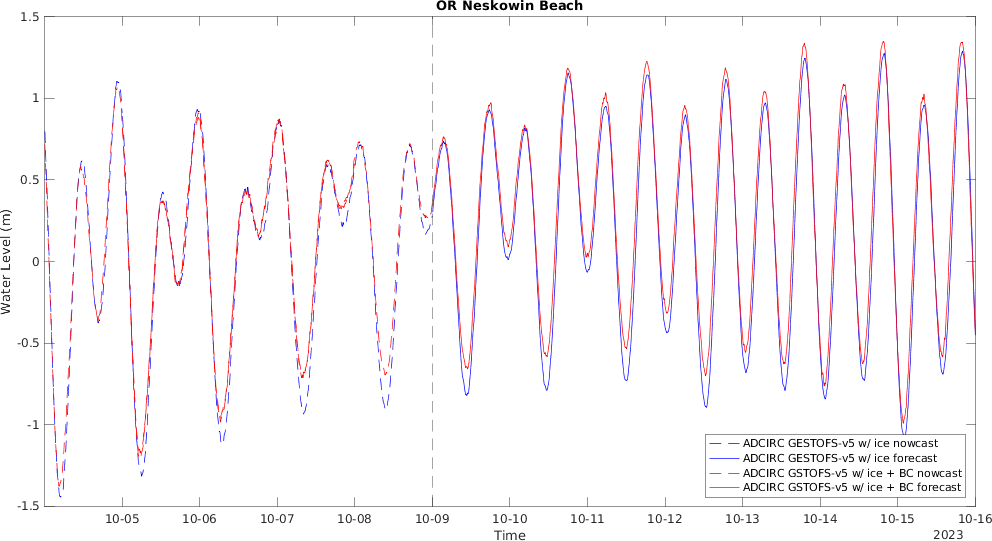 OR Neskowin Beach
1.5
1
0.5
0
-0.5
-1
-1.5
Water Level (m)
10-05 10-06 10-07 10-08 10-09 10-10 10-11 10-12 10-13 10-14 10-15 10-16
Time
2023
ADCIRC GESTOFS-v5 w/ ice nowcast
ADCIRC GESTOFS-v5 w/ ice forecast
ADCIRC GSTOFS-v5 w/ ice + BC nowcast
ADCIRC GSTOFS-v5 w/ ice + BC forecast